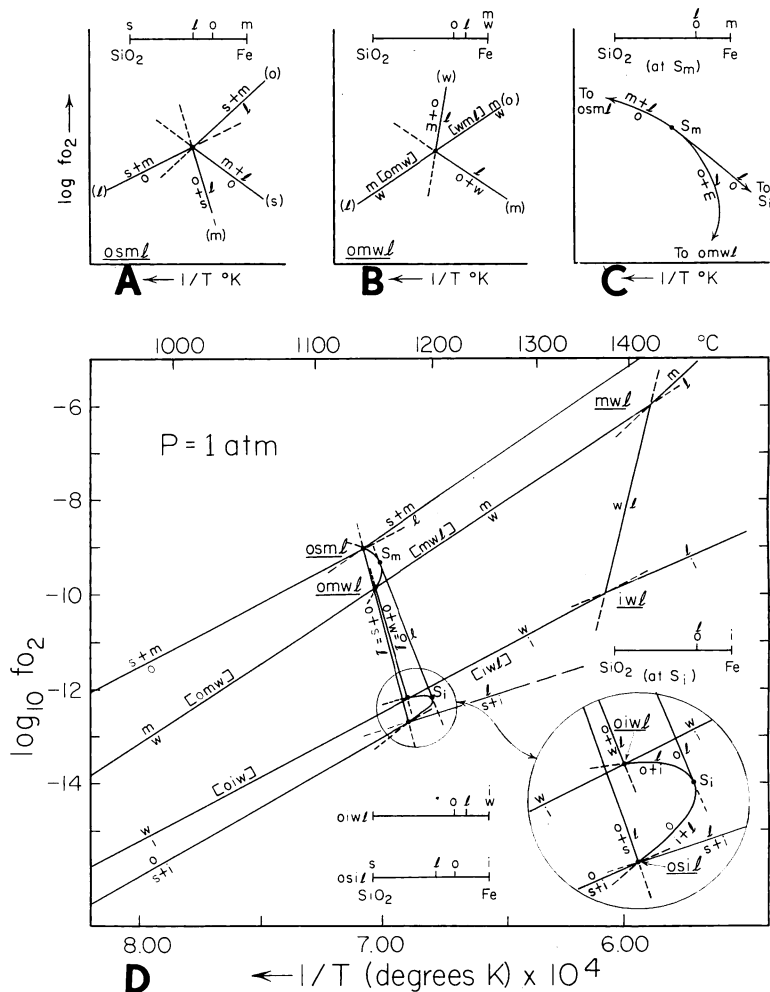 s l o m
SiO2 Fe
s+m (o)
l
s+m
(l) o
o+s
l
(m)
m+l
o
(s)
osml
log fo2 →
A ← 1/T °K
m
o l w
SiO2 Fe
(w)
o+m
l
[wml] m (o)
w
m [omw]
(l) w
l
o+w
(m)
omwl
B ← 1/T °K
l
o m
SiO2 (at Sm) Fe
To osml
m+l
o
Sm
o l
To Si
m+o
l
To omwl
C ← 1/T °K
1000 1100 1200 1300 1400 °C
P = 1 atm
-6
-8
-10
-12
-14
log10 fo2
mwl
m
l
s+m
l
m
w
[mwl]
w l
osml
Sm
omwl
o+s=l
o+w=l
o l
iwl
l
i
s+m
o
[omw]
m
w
w
i
[iwl]
Si
l
s+i
[oiw]
w
i
o
s+i
l
o i
SiO2 (at Si) Fe
oiwl
o+w
l
w
i
o+i
l
o l
Si
o+s
l
w
i
o
l+i
l
s+i
o
s+i
osil
i
oiwl o l w
s l o i
osil
SiO2 Fe
8.00 7.00 6.00
D ← 1/T (degrees K) x 10⁴